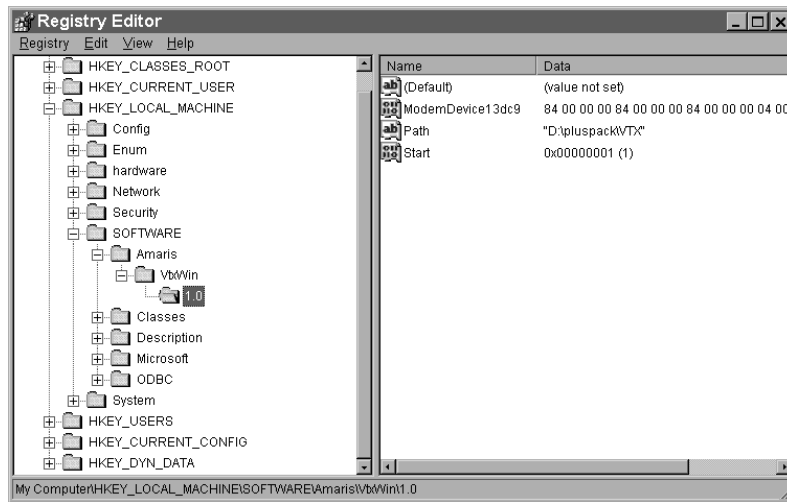 Registry Editor
Registry Edit View Help
HKEY_CLASSES_ROOT
HKEY_CURRENT_USER
HKEY_LOCAL_MACHINE
Config
Enum
hardware
Network
Security
SOFTWARE
Amaris
VtxWin
1.0
Classes
Description
Microsoft
ODBC
System
HKEY_USERS
HKEY_CURRENT_CONFIG
HKEY_DYN_DATA
Name Data
(Default) (value not set)
ModemDevice13dc9 84 00 00 00 84 00 00 00 84 00 00 00 04 00
Path "D:\pluspack\VTX"
Start 0x00000001 (1)
My Computer\HKEY_LOCAL_MACHINE\SOFTWARE\Amaris\VtxWin\1.0